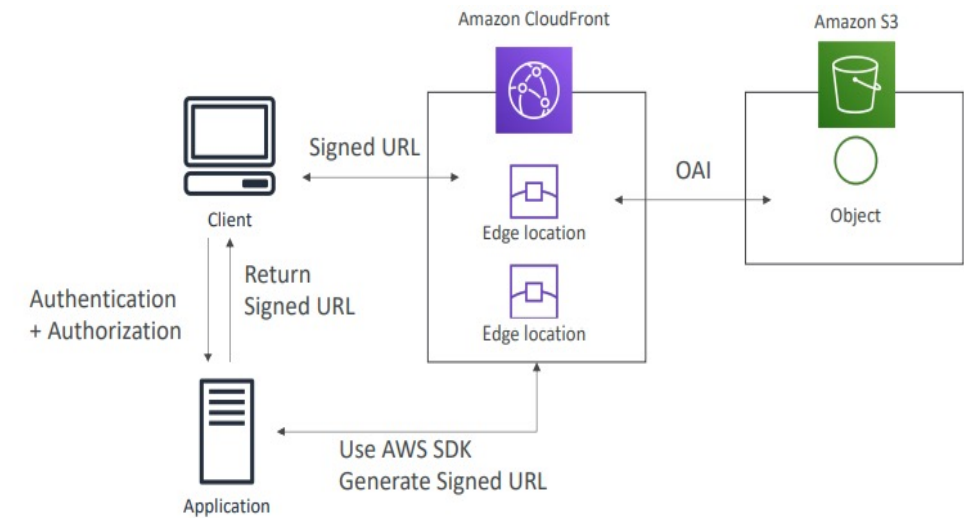 Amazon CloudFront
Amazon S3
Signed URL
OAI
Client
Edge location
Object
Return
Signed URL
Authentication
+ Authorization
Edge location
Use AWS SDK
Generate Signed URL
Application